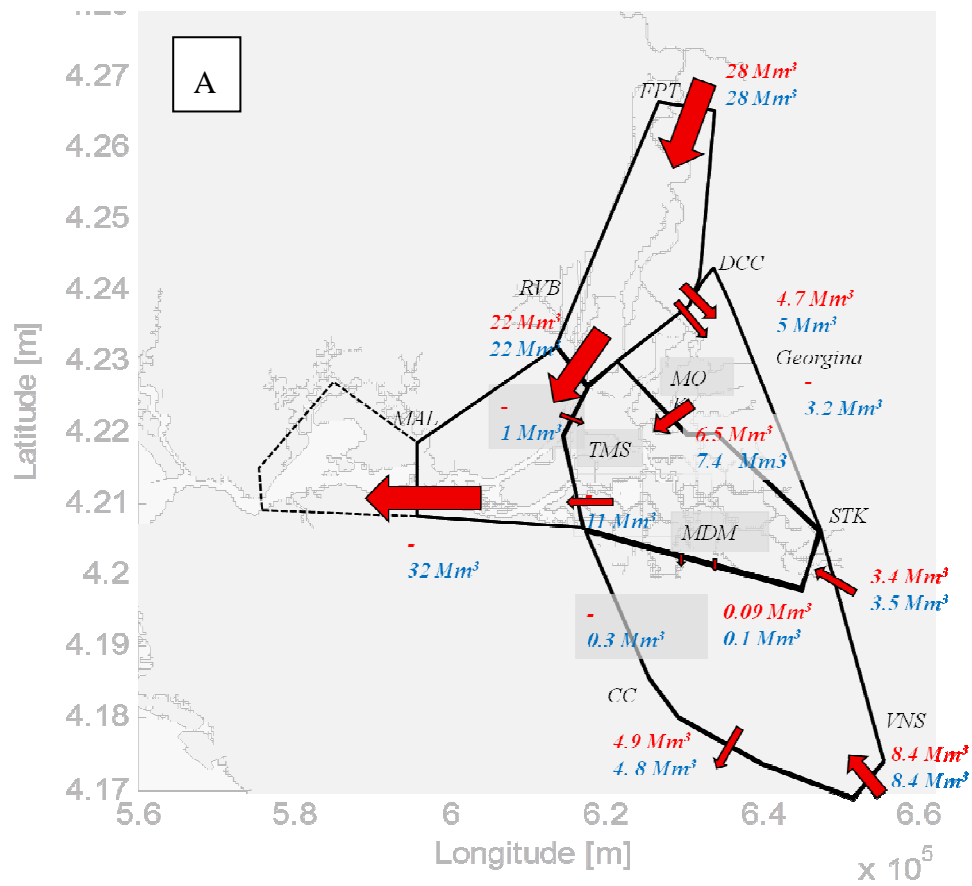 4.27
A
28 Mm³
FPT
28 Mm³
4.26
4.25
DCC
4.24
RVB
4.7 Mm³
22 Mm³
5 Mm³
4.23
22 Mm³
Georgina
MO
-
-
3.2 Mm³
MAL
1 Mm³
6.5 Mm³
4.22
TMS
7.4 Mm3
4.21
11 Mm³
STK
MDM
-
3.4 Mm³
4.2
32 Mm³
3.5 Mm³
-
0.09 Mm³
0.3 Mm³
0.1 Mm³
4.19
CC
4.18
VNS
4.9 Mm³
8.4 Mm³
4. 8 Mm³
8.4 Mm³
4.17
5.6 5.8 6 6.2 6.4 6.6
Latitude [m]
Longitude [m]
x 10⁵